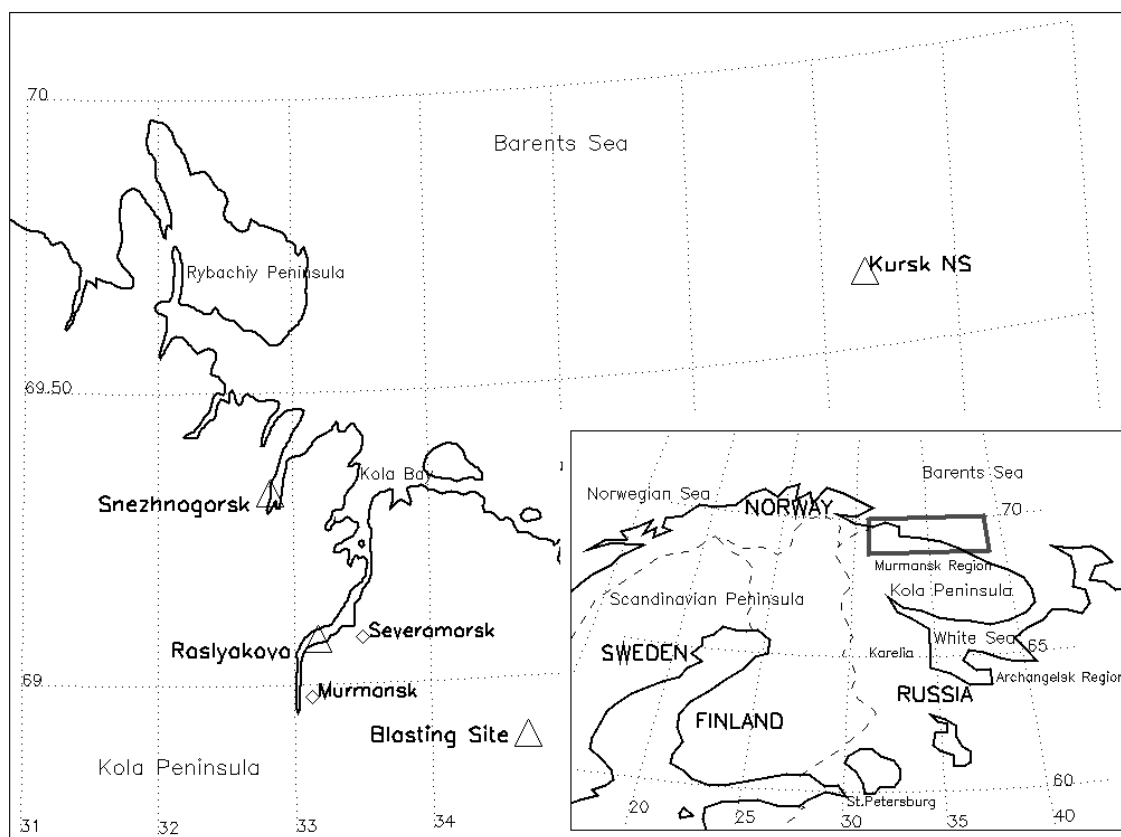 70
Barents Sea
Rybachiy Peninsula
Kursk NS
69.50
Snezhnogorsk
Kola Bay
Raslyakova
Severamorsk
69
Murmansk
Blasting Site
Kola Peninsula
31
32
33
34
Barents Sea
Norwegian Sea
NORWAY
70
Murmansk Region
Kola Peninsula
Scandinavian Peninsula
White Sea
65
SWEDEN
Karelia
Archangelsk Region
RUSSIA
FINLAND
60
St.Petersburg
20
25
30
35
40